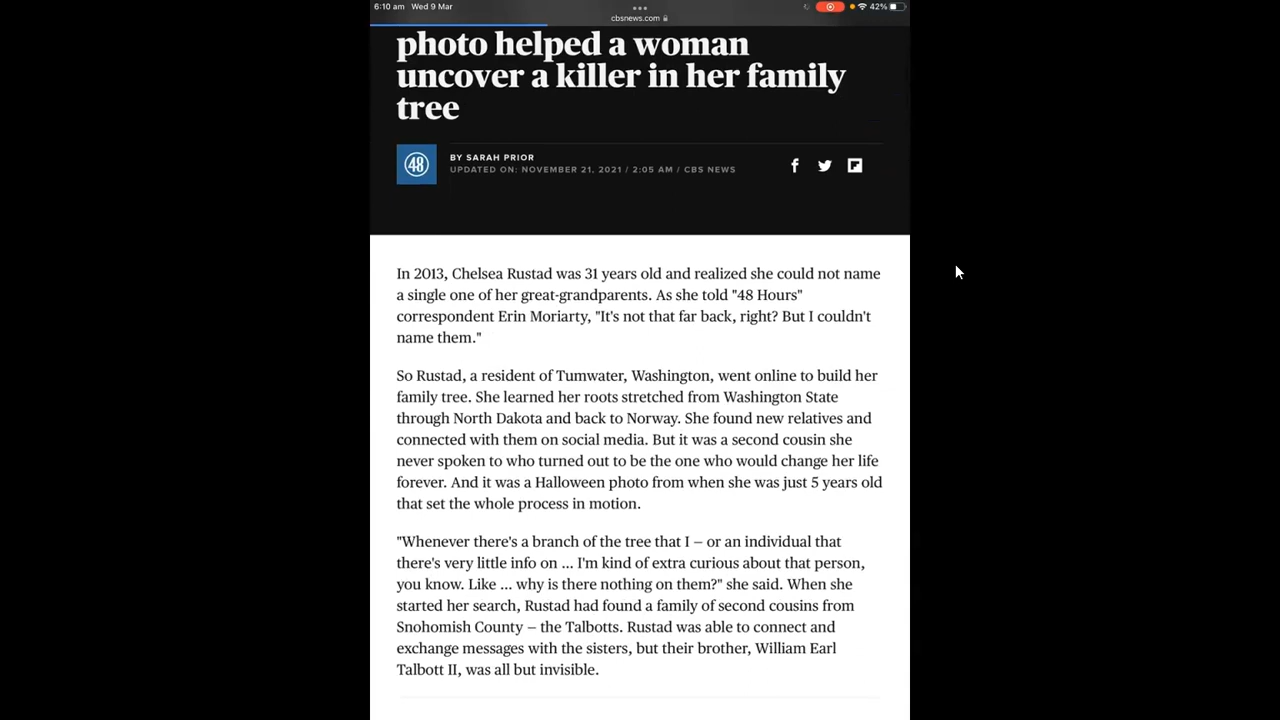 6:10 am Wed 9 Mar
42%
cbsnews.com
photo helped a woman
uncover a killer in her family
tree
48
BY SARAH PRIOR
UPDATED ON: NOVEMBER 21, 2021 / 2:05 AM / CBS NEWS
In 2013, Chelsea Rustad was 31 years old and realized she could not name
a single one of her great-grandparents. As she told "48 Hours"
correspondent Erin Moriarty, "It's not that far back, right? But I couldn't
name them."
So Rustad, a resident of Tumwater, Washington, went online to build her
family tree. She learned her roots stretched from Washington State
through North Dakota and back to Norway. She found new relatives and
connected with them on social media. But it was a second cousin she
never spoken to who turned out to be the one who would change her life
forever. And it was a Halloween photo from when she was just 5 years old
that set the whole process in motion.
"Whenever there's a branch of the tree that I – or an individual that
there's very little info on ... I'm kind of extra curious about that person,
you know. Like ... why is there nothing on them?" she said. When she
started her search, Rustad had found a family of second cousins from
Snohomish County – the Talbotts. Rustad was able to connect and
exchange messages with the sisters, but their brother, William Earl
Talbott II, was all but invisible.